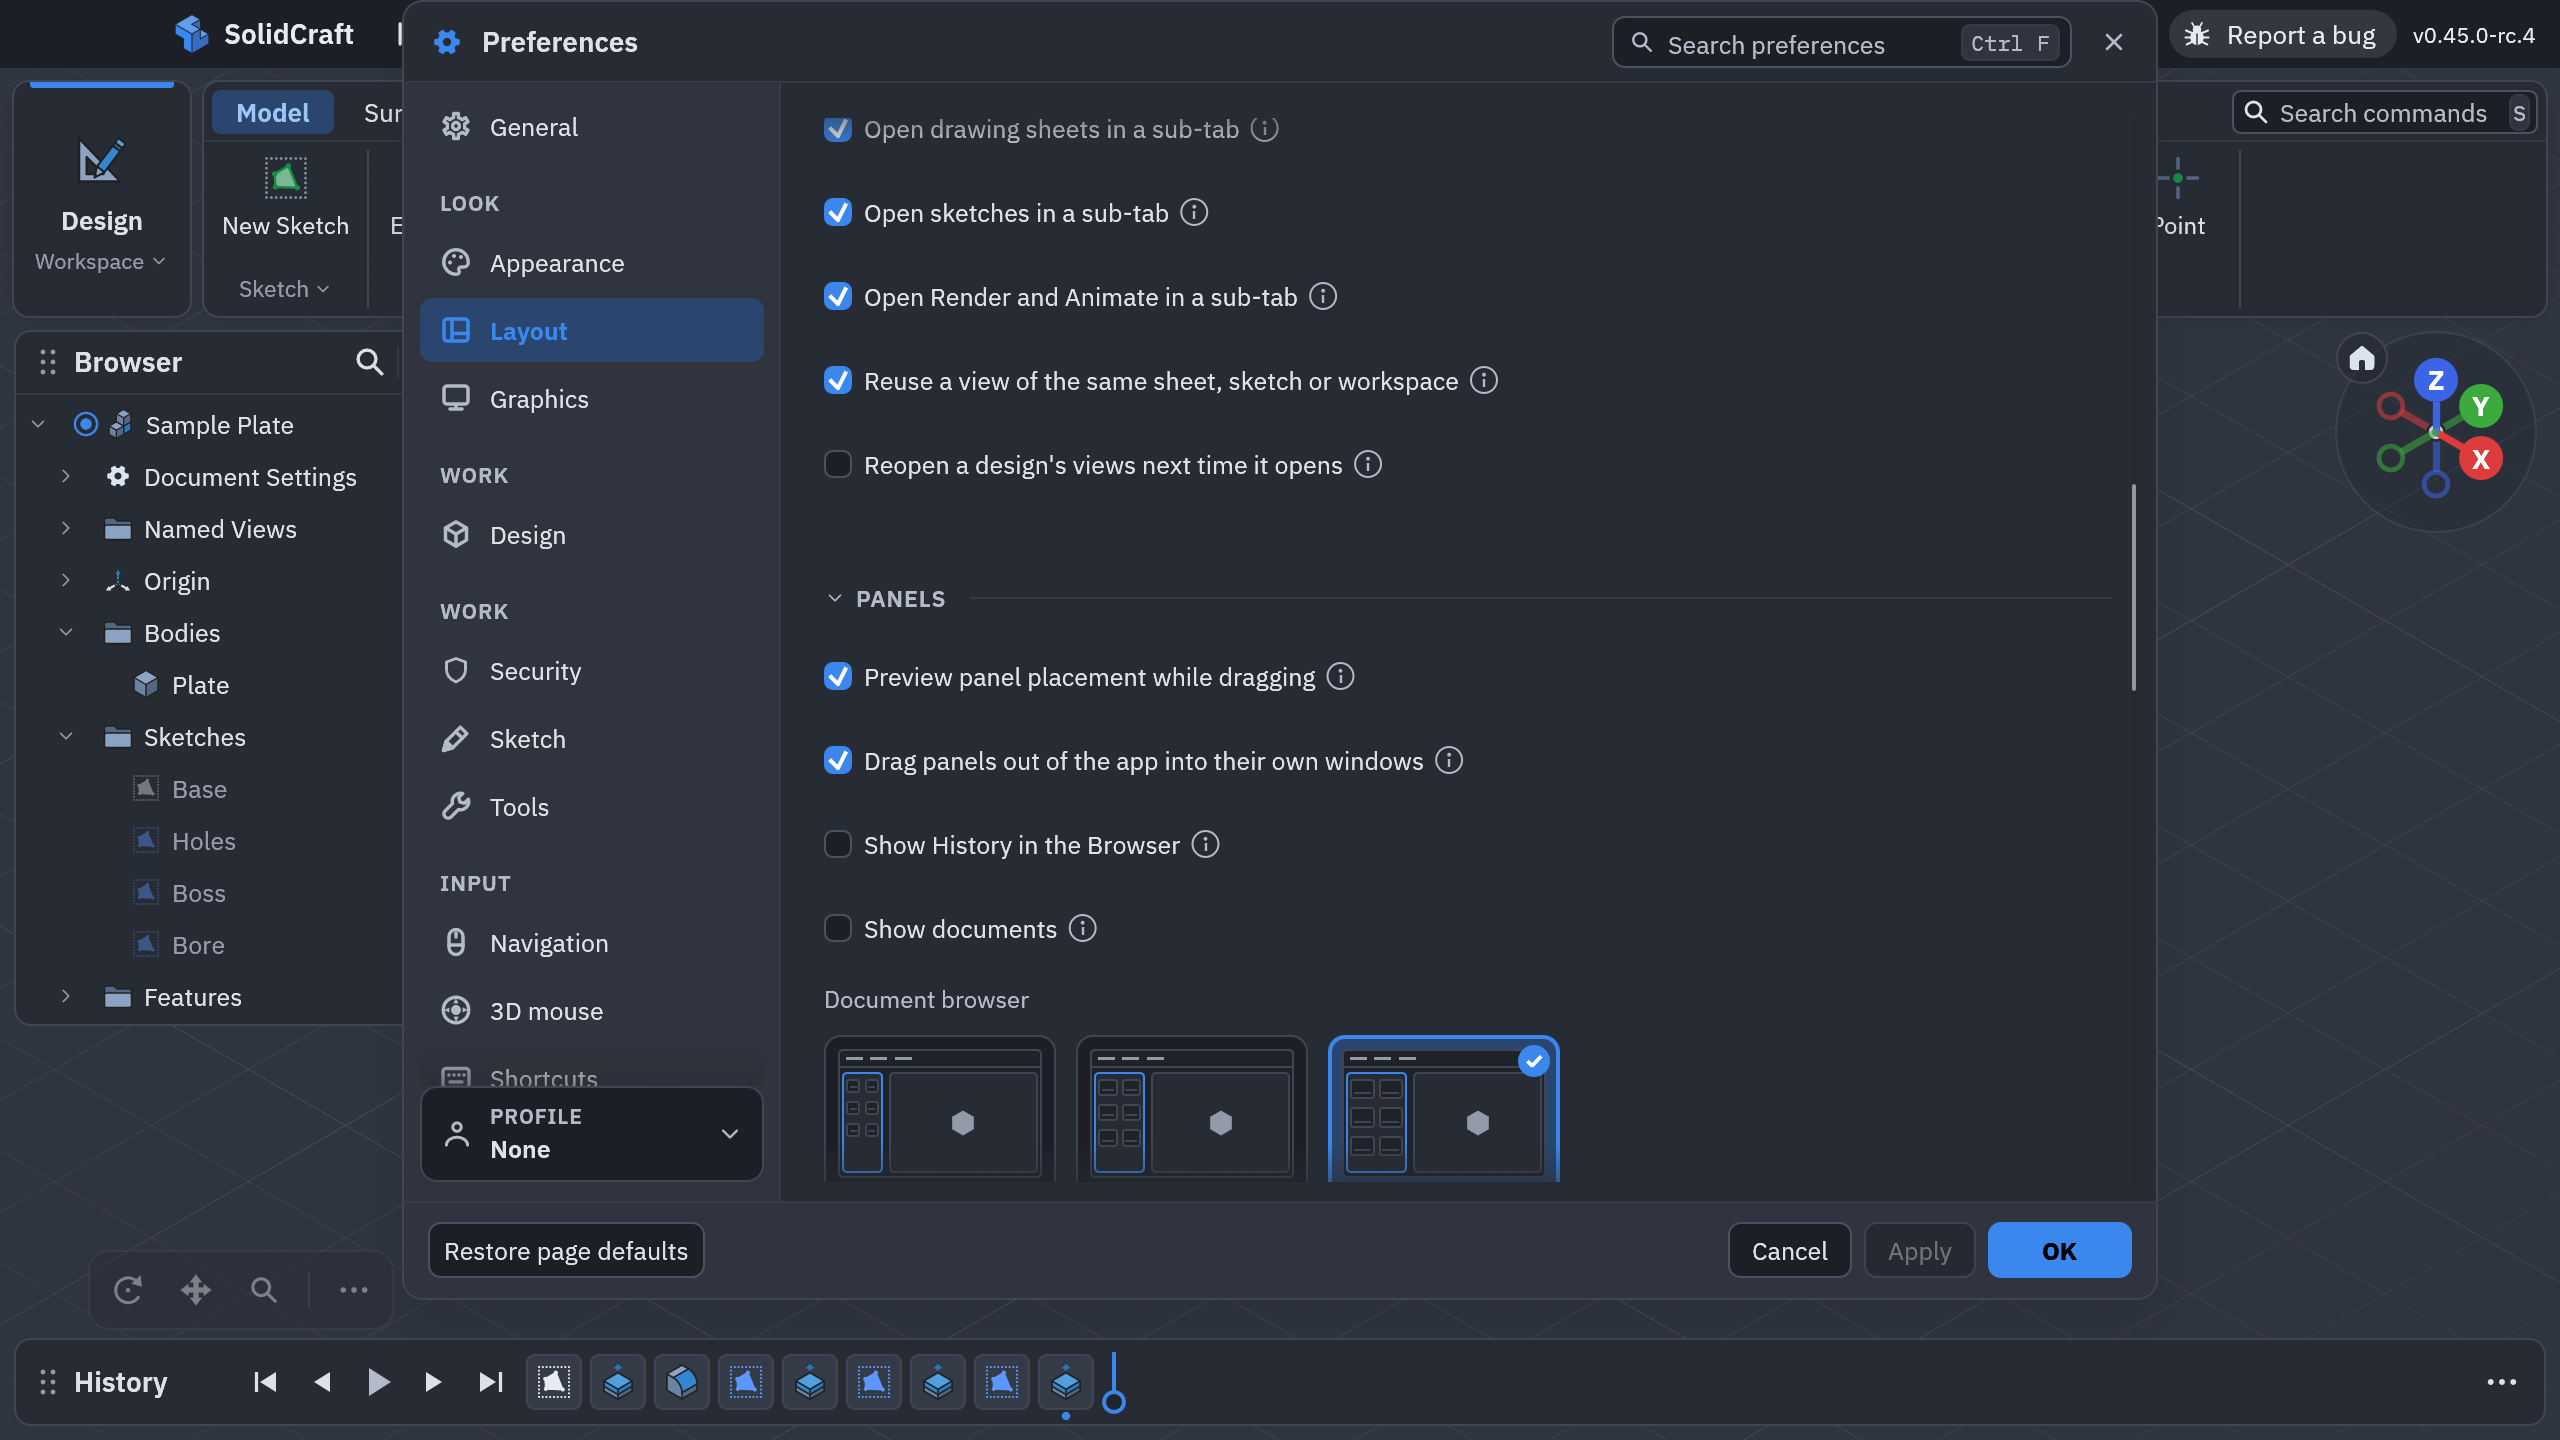 SolidCraft
Preferences
Search preferences
Ctrl F
Report a bug
v0.45.0-rc.4
Design
Workspace
Model
Sur
New Sketch
Sketch
Search commands
S
Point
Browser
Sample Plate
Document Settings
Named Views
Origin
Bodies
Plate
Sketches
Base
Holes
Boss
Bore
Features
General
LOOK
Appearance
Layout
Graphics
WORK
Design
WORK
Security
Sketch
Tools
INPUT
Navigation
3D mouse
Shortcuts
PROFILE
None
Open drawing sheets in a sub-tab
Open sketches in a sub-tab
Open Render and Animate in a sub-tab
Reuse a view of the same sheet, sketch or workspace
Reopen a design's views next time it opens
PANELS
Preview panel placement while dragging
Drag panels out of the app into their own windows
Show History in the Browser
Show documents
Document browser
Z
Y
X
Restore page defaults
Cancel
Apply
OK
History